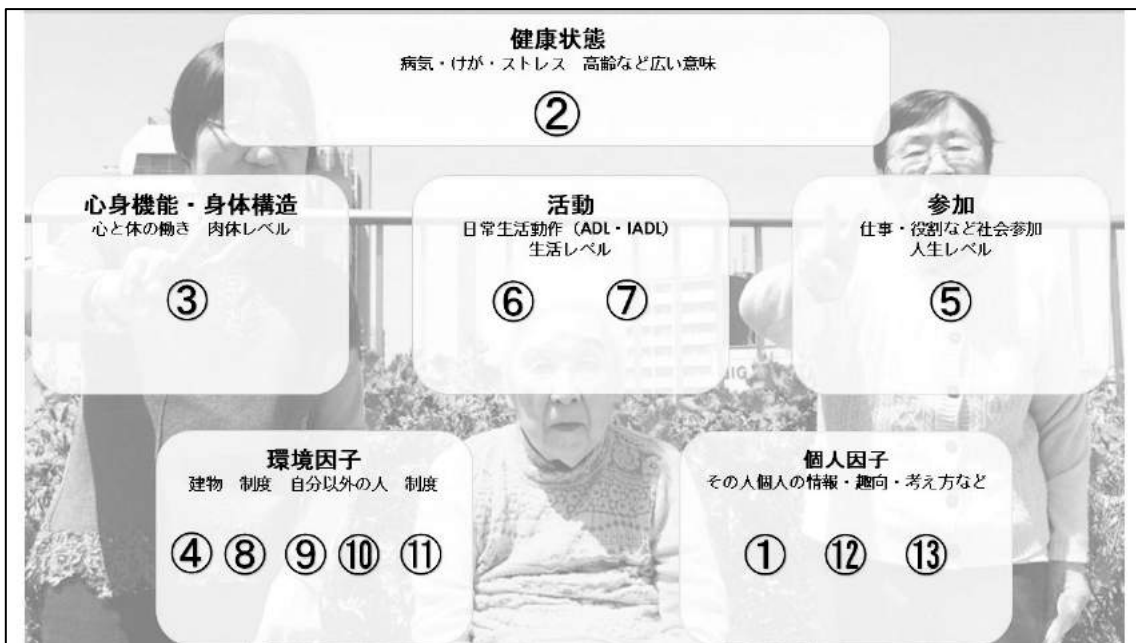 健康状態
病気・けが・ストレス 高齢など広い意味
②
心身機能・身体構造
心と体の働き 肉体レベル
③
活動
日常生活動作（ADL・IADL）
生活レベル
⑥ ⑦
参加
仕事・役割など社会参加
人生レベル
⑤
環境因子
建物 制度 自分以外の人 制度
④ ⑧ ⑨ ⑩ ⑪
個人因子
その人個人の情報・趣向・考え方など
① ⑫ ⑬